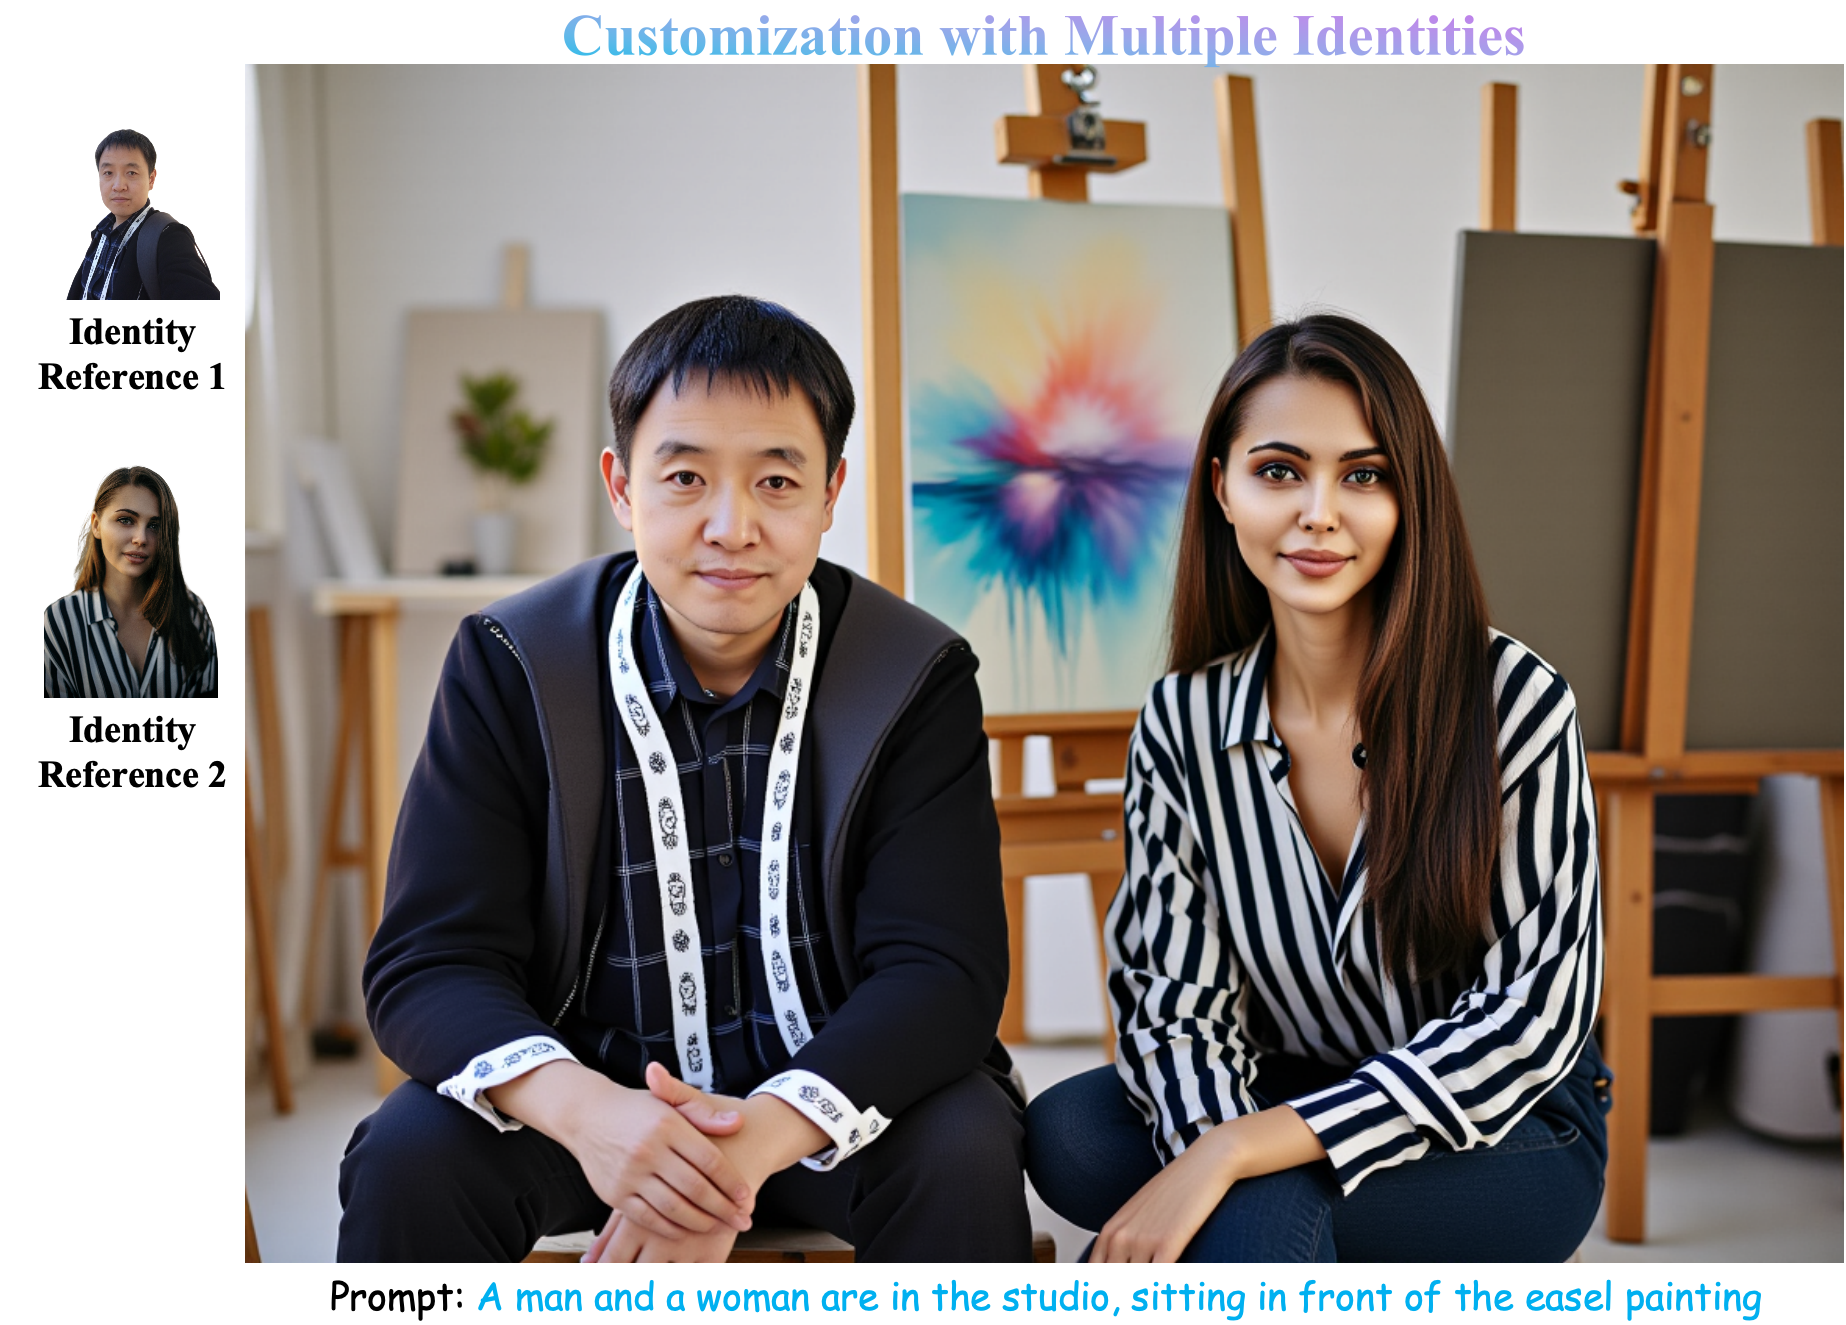 Customization with Multiple Identities
Identity
Reference 1
Identity
Reference 2
Prompt: A man and a woman are in the studio, sitting in front of the easel painting